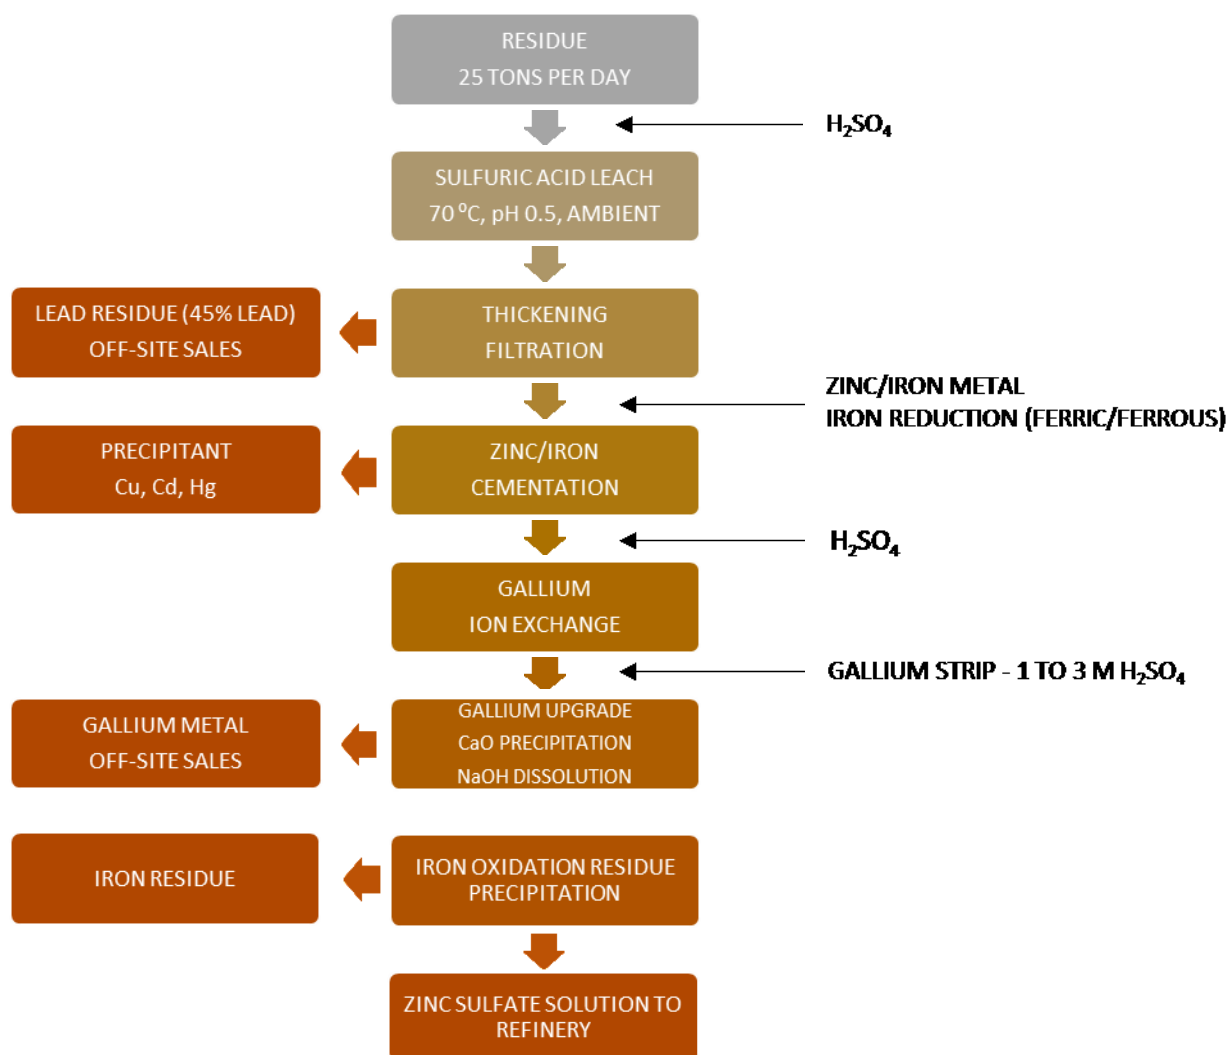 RESIDUE
25 TONS PER DAY
H₂SO₄
SULFURIC ACID LEACH
70 ⁰C, pH 0.5, AMBIENT
LEAD RESIDUE (45% LEAD)
OFF-SITE SALES
THICKENING
FILTRATION
ZINC/IRON METAL
IRON REDUCTION (FERRIC/FERROUS)
PRECIPITANT
Cu, Cd, Hg
ZINC/IRON
CEMENTATION
H₂SO₄
GALLIUM
ION EXCHANGE
GALLIUM STRIP - 1 TO 3 M H₂SO₄
GALLIUM METAL
OFF-SITE SALES
GALLIUM UPGRADE
CaO PRECIPITATION
NaOH DISSOLUTION
IRON RESIDUE
IRON OXIDATION RESIDUE
PRECIPITATION
ZINC SULFATE SOLUTION TO
REFINERY